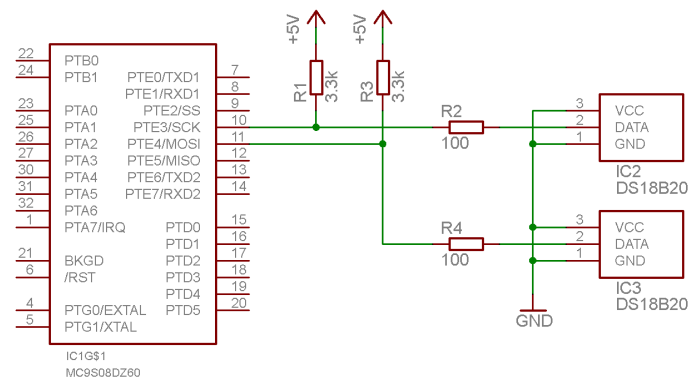 +5V
+5V
R1
3.3k
R3
3.3k
22 PTB0
24 PTB1
23 PTA0
25 PTA1
26 PTA2
27 PTA3
30 PTA4
31 PTA5
32 PTA6
1 PTA7/IRQ
21 BKGD
6 /RST
4 PTG0/EXTAL
5 PTG1/XTAL
PTE0/TXD1 7
PTE1/RXD1 8
PTE2/SS 9
PTE3/SCK 10
PTE4/MOSI 11
PTE5/MISO 12
PTE6/TXD2 13
PTE7/RXD2 14
PTD0 15
PTD1 16
PTD2 17
PTD3 18
PTD4 19
PTD5 20
IC1G$1
MC9S08DZ60
R2
100
R4
100
3 VCC
2 DATA
1 GND
IC2
DS18B20
3 VCC
2 DATA
1 GND
IC3
DS18B20
GND